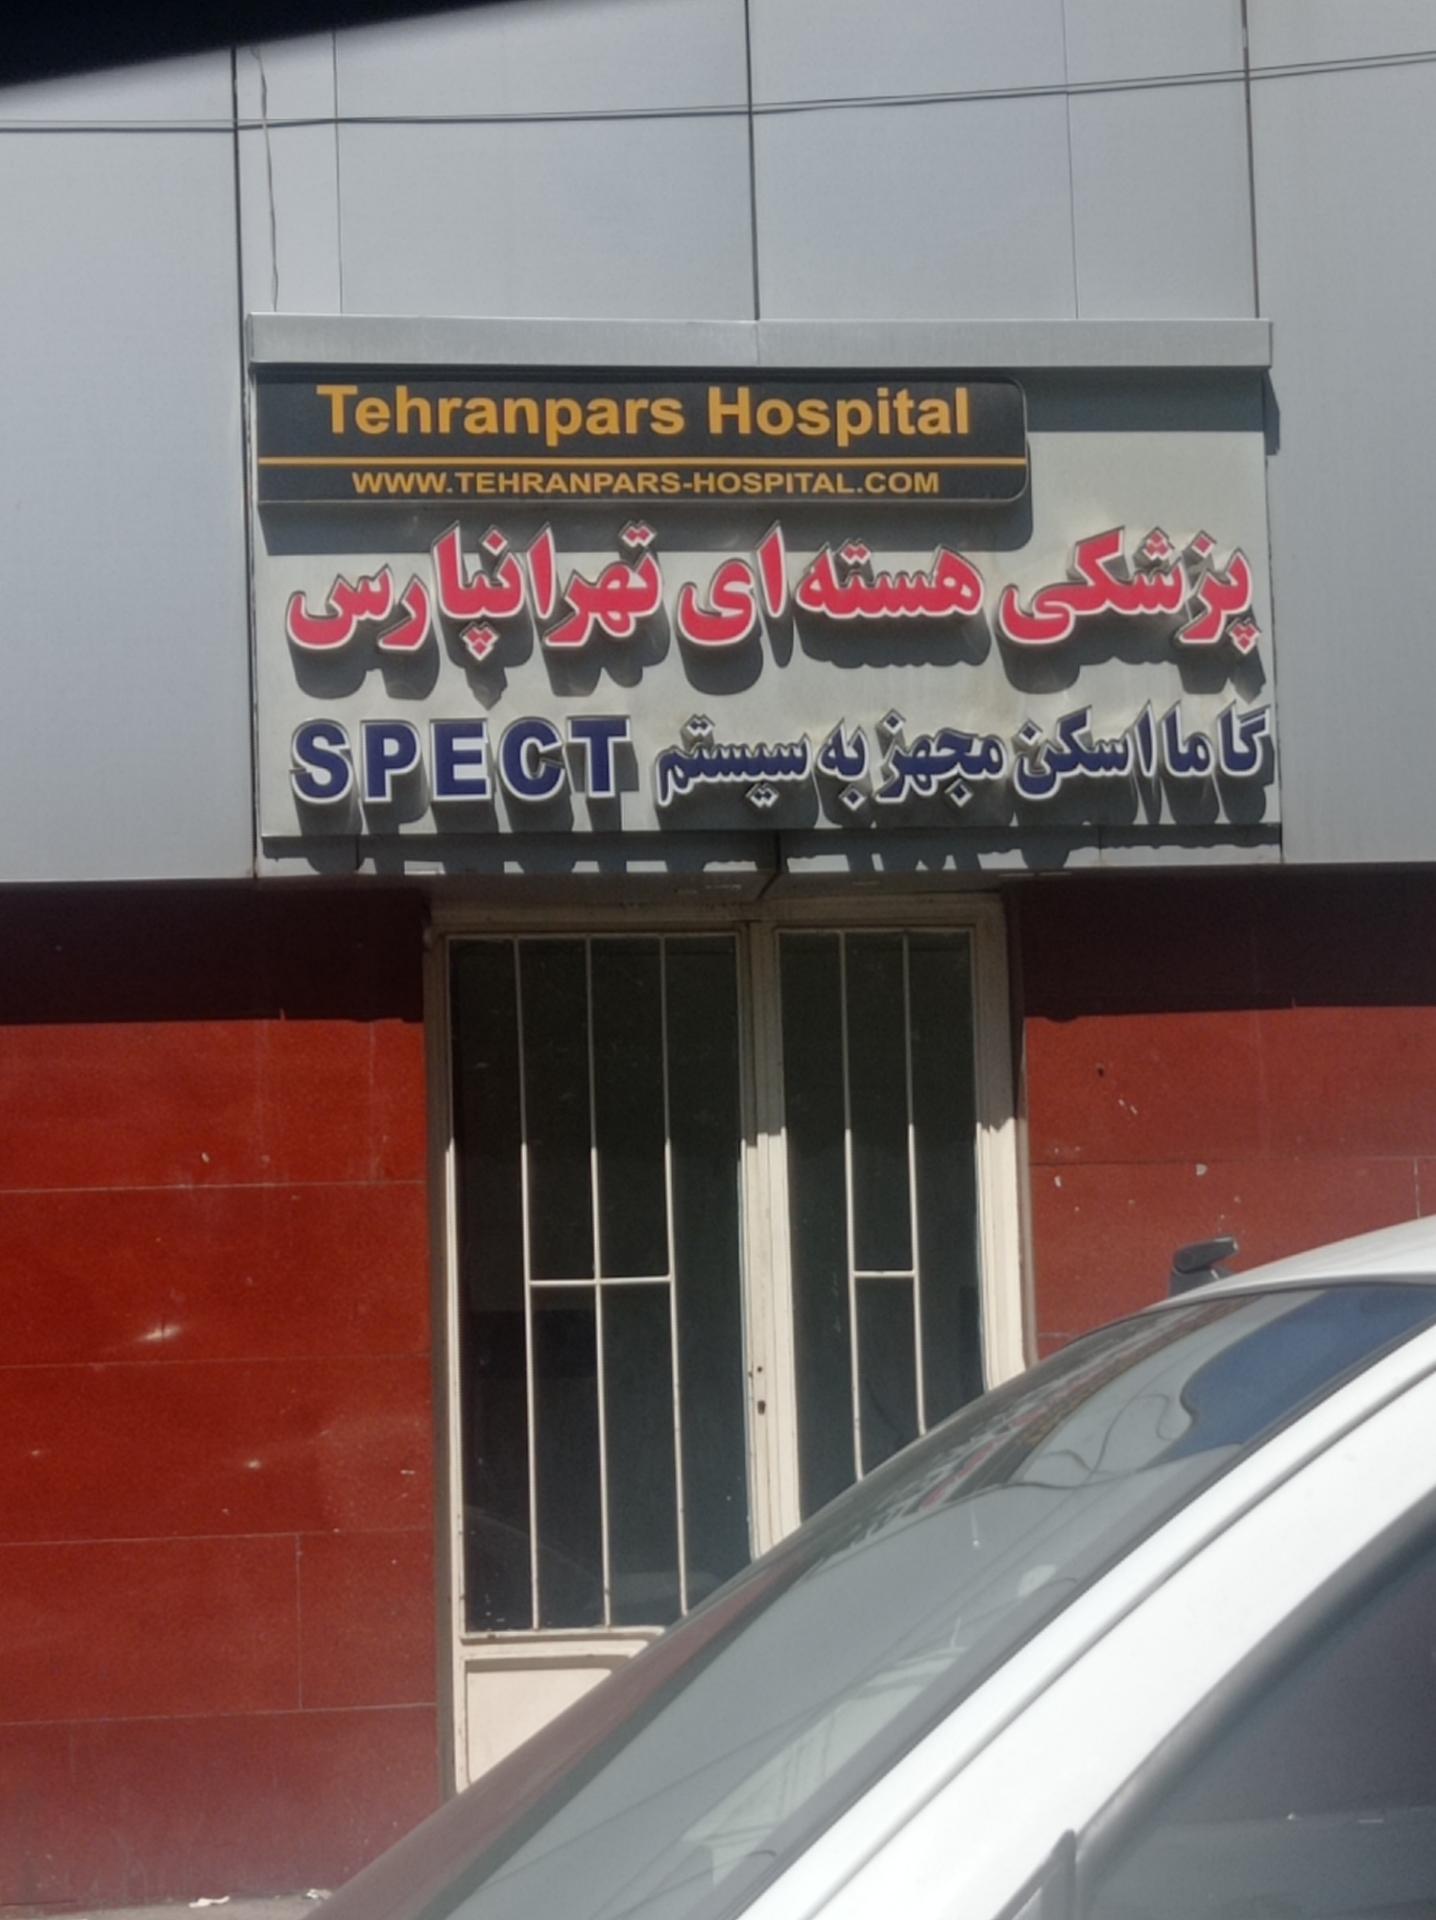 Tehranpars Hospital
WWW.TEHRANPARS-HOSPITAL.COM
پزشکی هسته ای تهرانپارس
گاما اسکن مجهز به سیستم SPECT